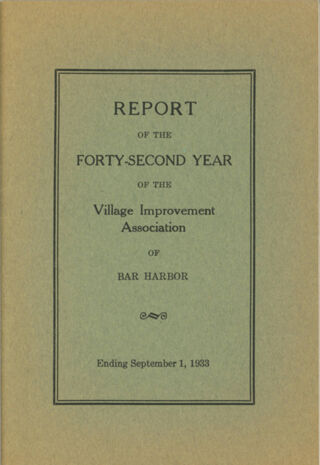 REPORT
OF THE
FORTY-SECOND YEAR
OF THE
Village Improvement
Association
OF
BAR HARBOR
Ending September 1, 1933